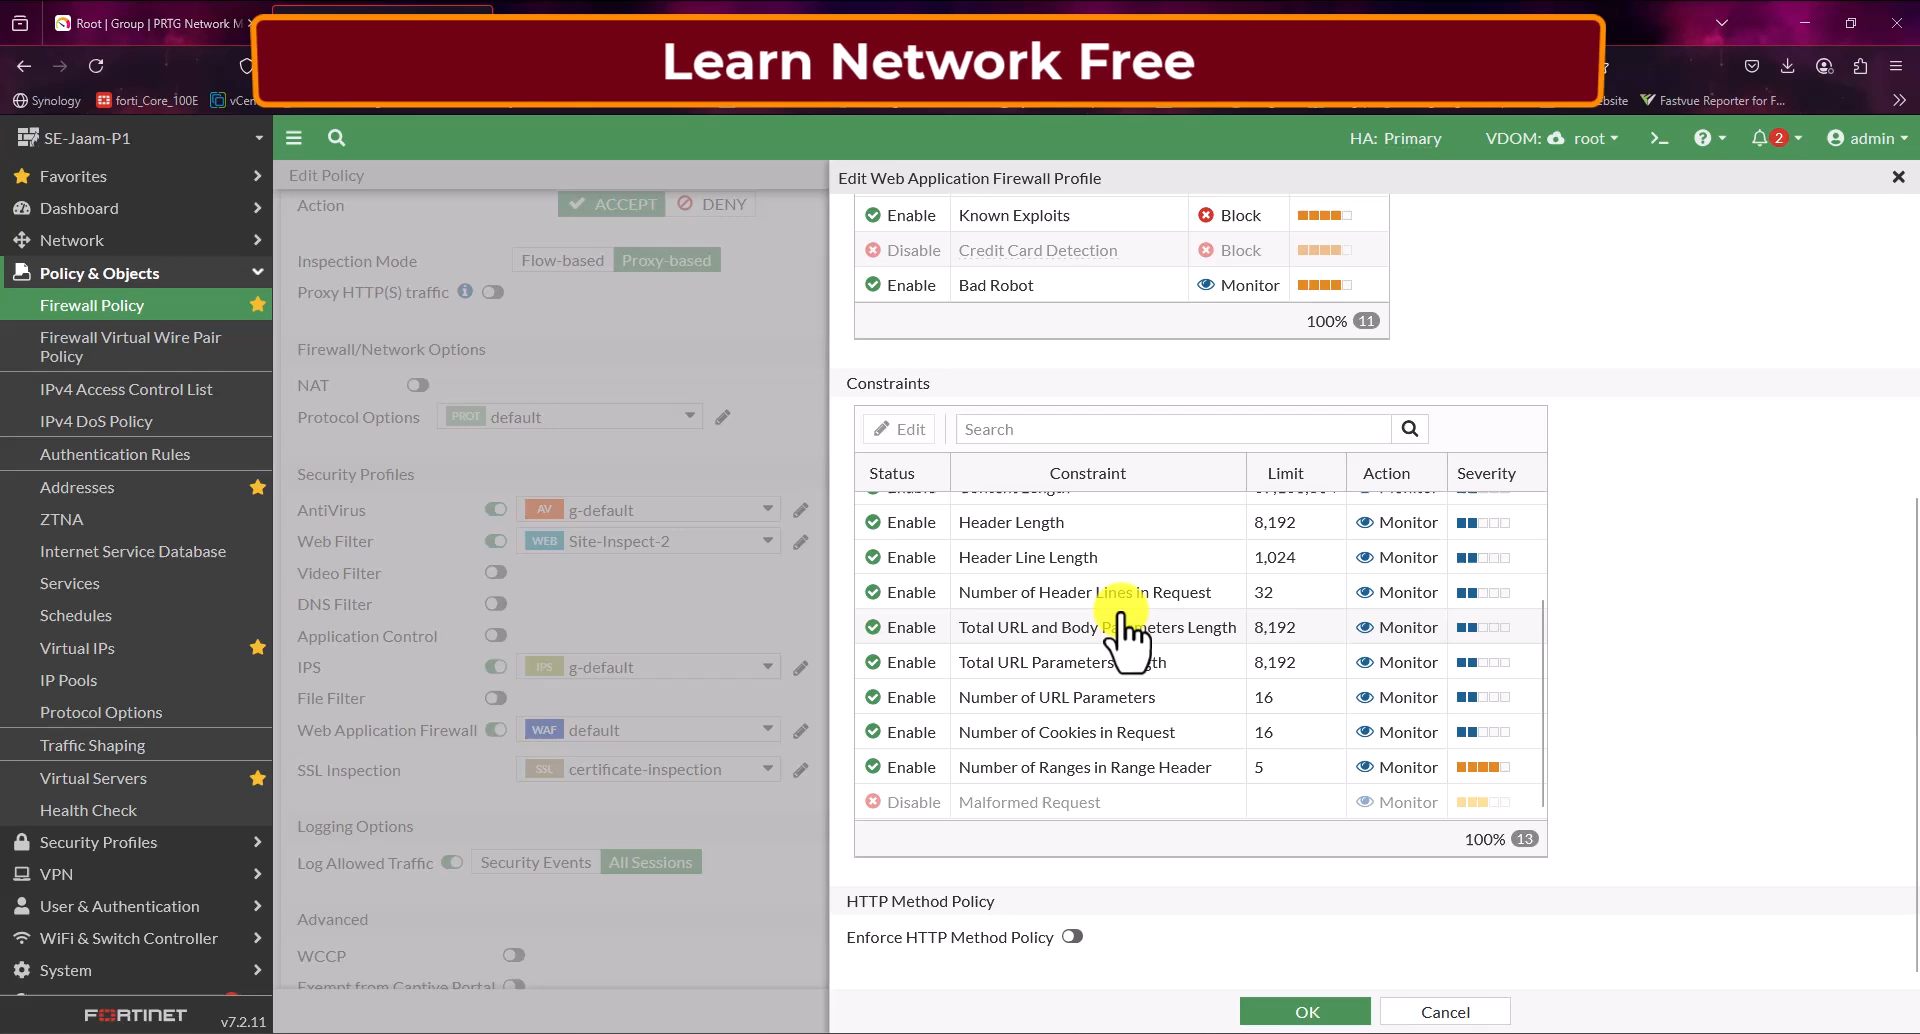 Root | Group | PRTG Network M
Learn Network Free
Synology
forti_Core_100E
bsite
Fastvue Reporter for F...
SE-Jaam-P1
HA: Primary
VDOM: root
2
admin
Favorites
Dashboard
Network
Policy & Objects
Firewall Policy
Firewall Virtual Wire Pair
Policy
IPv4 Access Control List
IPv4 DoS Policy
Authentication Rules
Addresses
ZTNA
Internet Service Database
Services
Schedules
Virtual IPs
IP Pools
Protocol Options
Traffic Shaping
Virtual Servers
Health Check
Security Profiles
VPN
User & Authentication
WiFi & Switch Controller
System
FORTINET
v7.2.11
Edit Policy
Action ACCEPT DENY
Inspection Mode Flow-based Proxy-based
Proxy HTTP(S) traffic
Firewall/Network Options
NAT
Protocol Options PROT default
Security Profiles
AntiVirus AV g-default
Web Filter WEB Site-Inspect-2
Video Filter
DNS Filter
Application Control
IPS IPS g-default
File Filter
Web Application Firewall WAF default
SSL Inspection SSL certificate-inspection
Logging Options
Log Allowed Traffic Security Events All Sessions
Advanced
WCCP
Exempt from Captive Portal
Edit Web Application Firewall Profile
Enable Known Exploits Block
Disable Credit Card Detection Block
Enable Bad Robot Monitor
100% 11
Constraints
Edit Search
Status Constraint Limit Action Severity
Enable Header Length 8,192 Monitor
Enable Header Line Length 1,024 Monitor
Enable Number of Header Lines in Request 32 Monitor
Enable Total URL and Body Parameters Length 8,192 Monitor
Enable Total URL Parameters Length 8,192 Monitor
Enable Number of URL Parameters 16 Monitor
Enable Number of Cookies in Request 16 Monitor
Enable Number of Ranges in Range Header 5 Monitor
Disable Malformed Request Monitor
100% 13
HTTP Method Policy
Enforce HTTP Method Policy
OK Cancel